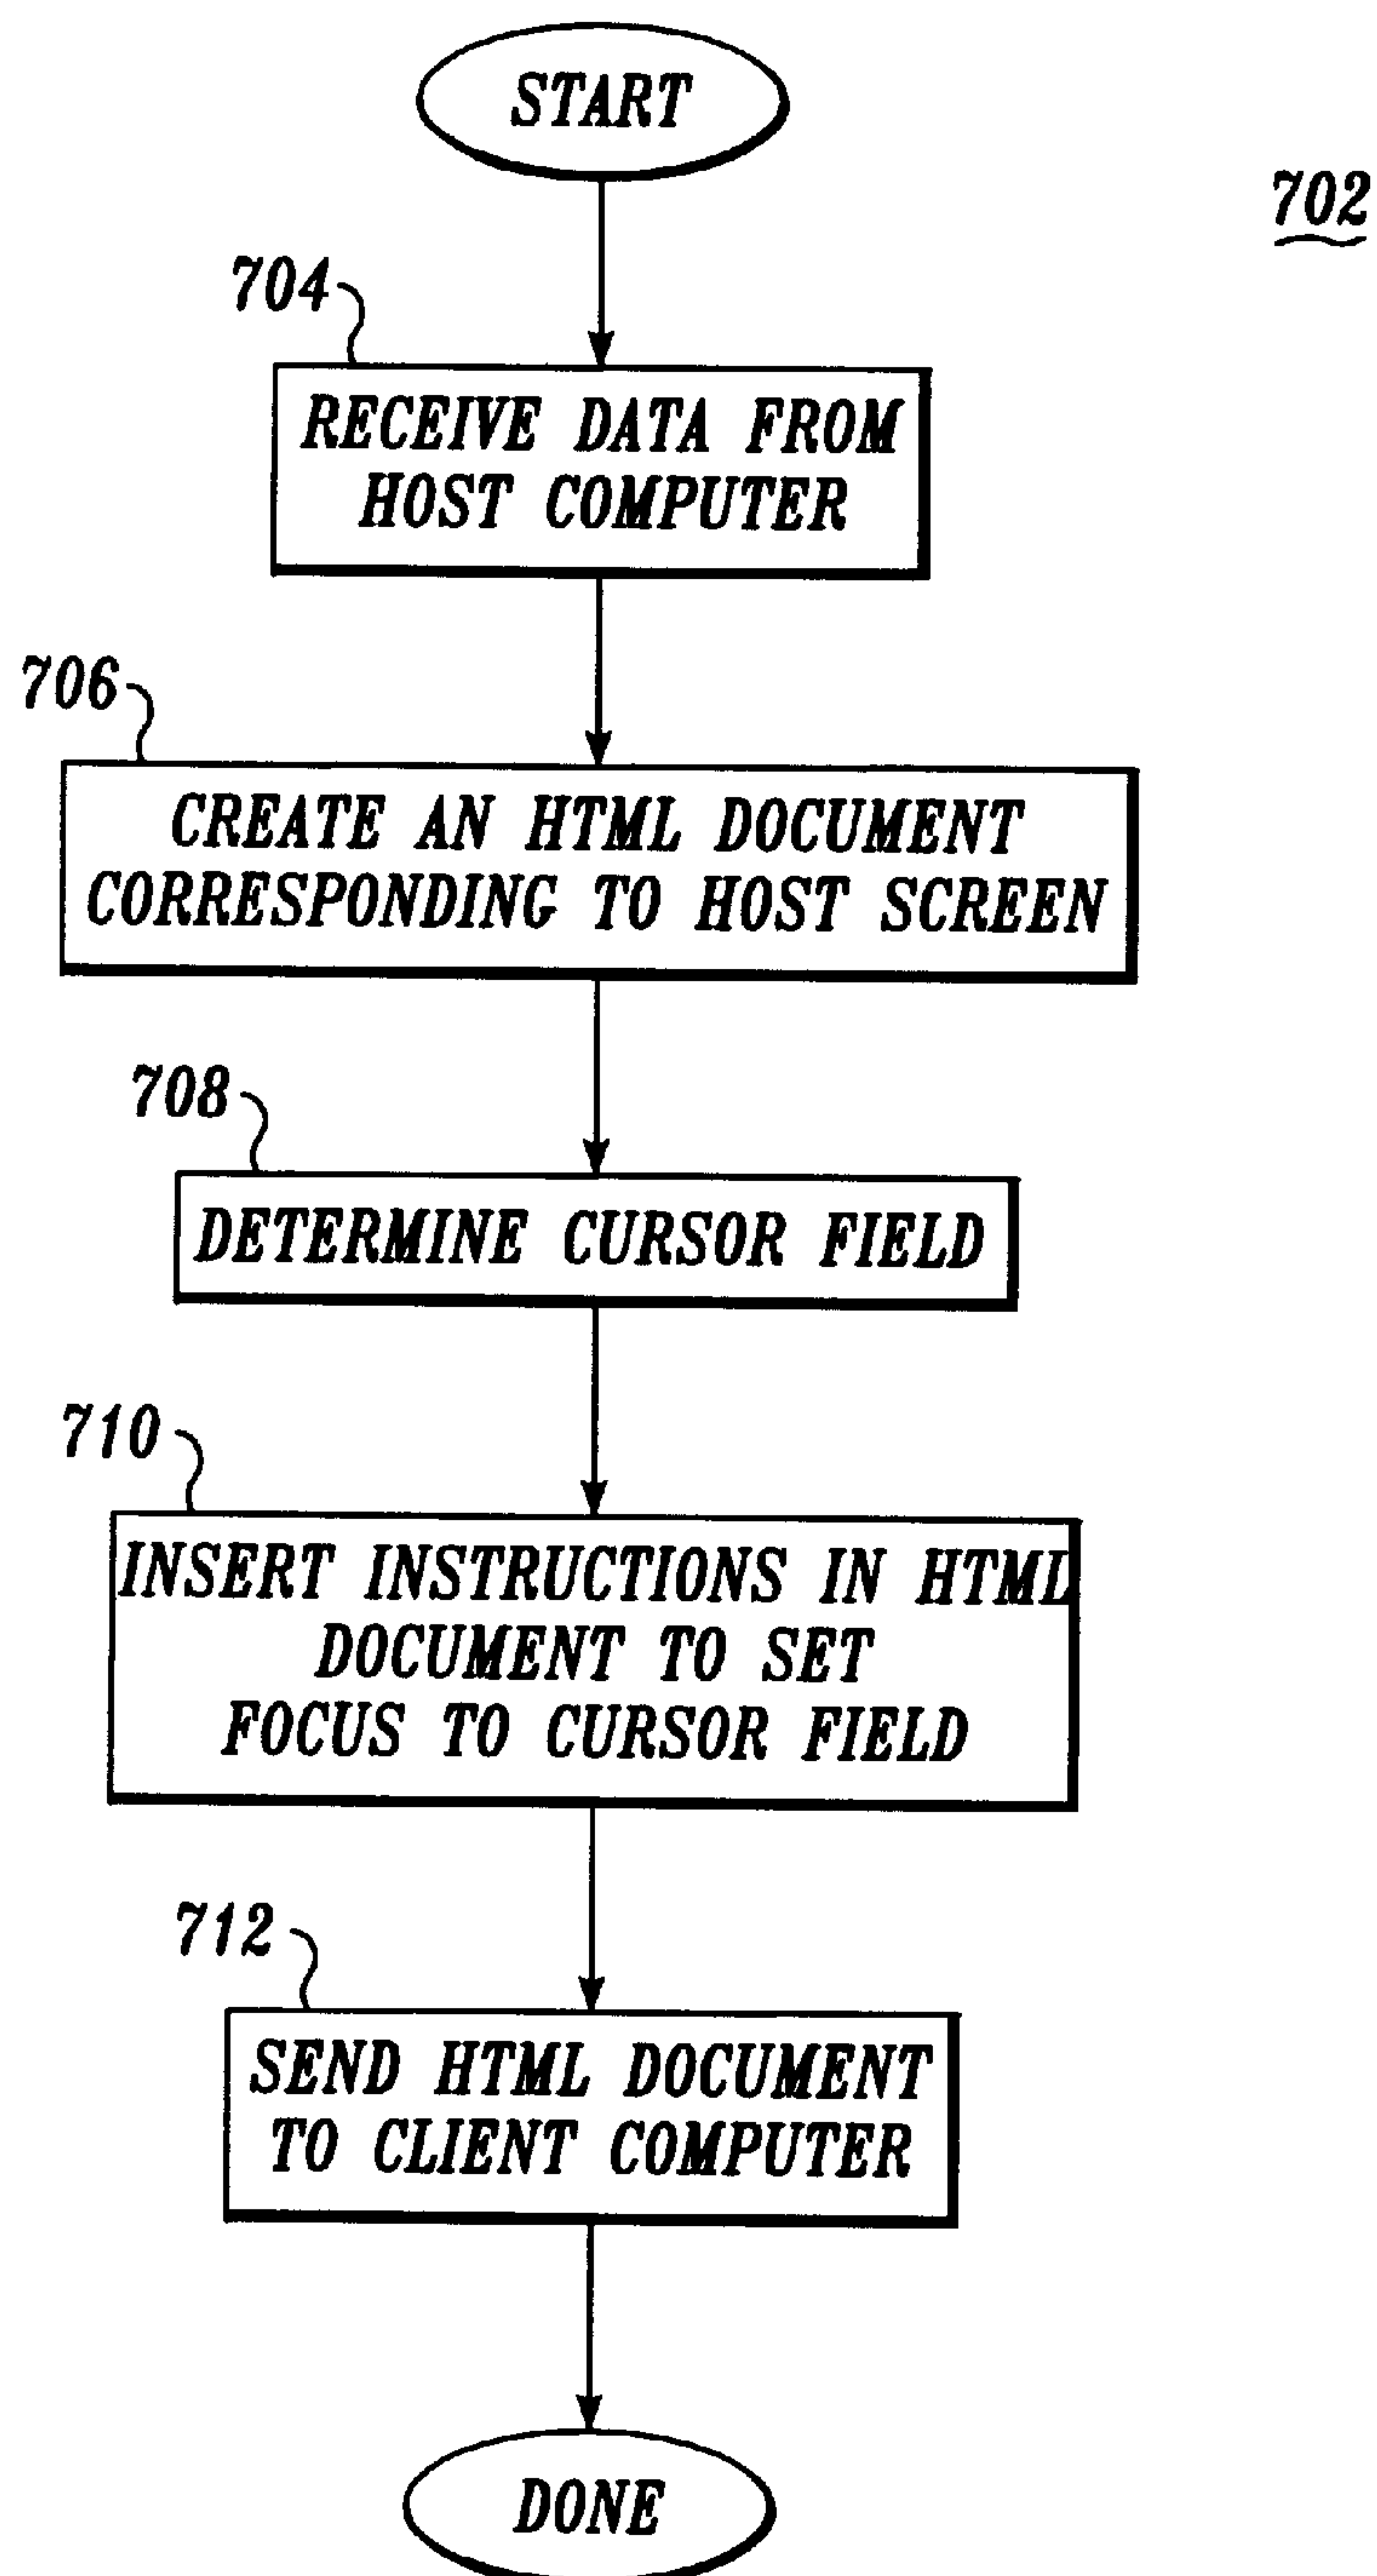 START
702
704
RECEIVE DATA FROM
HOST COMPUTER
706
CREATE AN HTML DOCUMENT
CORRESPONDING TO HOST SCREEN
708
DETERMINE CURSOR FIELD
710
INSERT INSTRUCTIONS IN HTML
DOCUMENT TO SET
FOCUS TO CURSOR FIELD
712
SEND HTML DOCUMENT
TO CLIENT COMPUTER
DONE